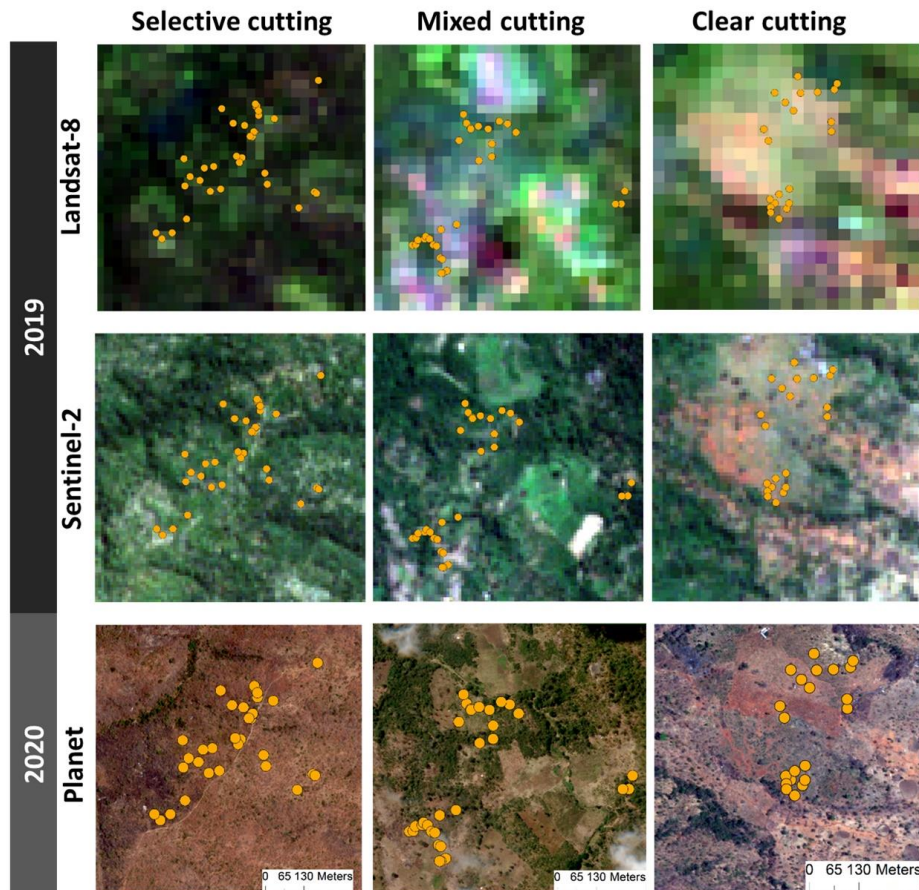 Selective cutting Mixed cutting Clear cutting
2019
Landsat-8
Sentinel-2
2020
Planet
0 65 130 Meters
0 65 130 Meters
0 65 130 Meters